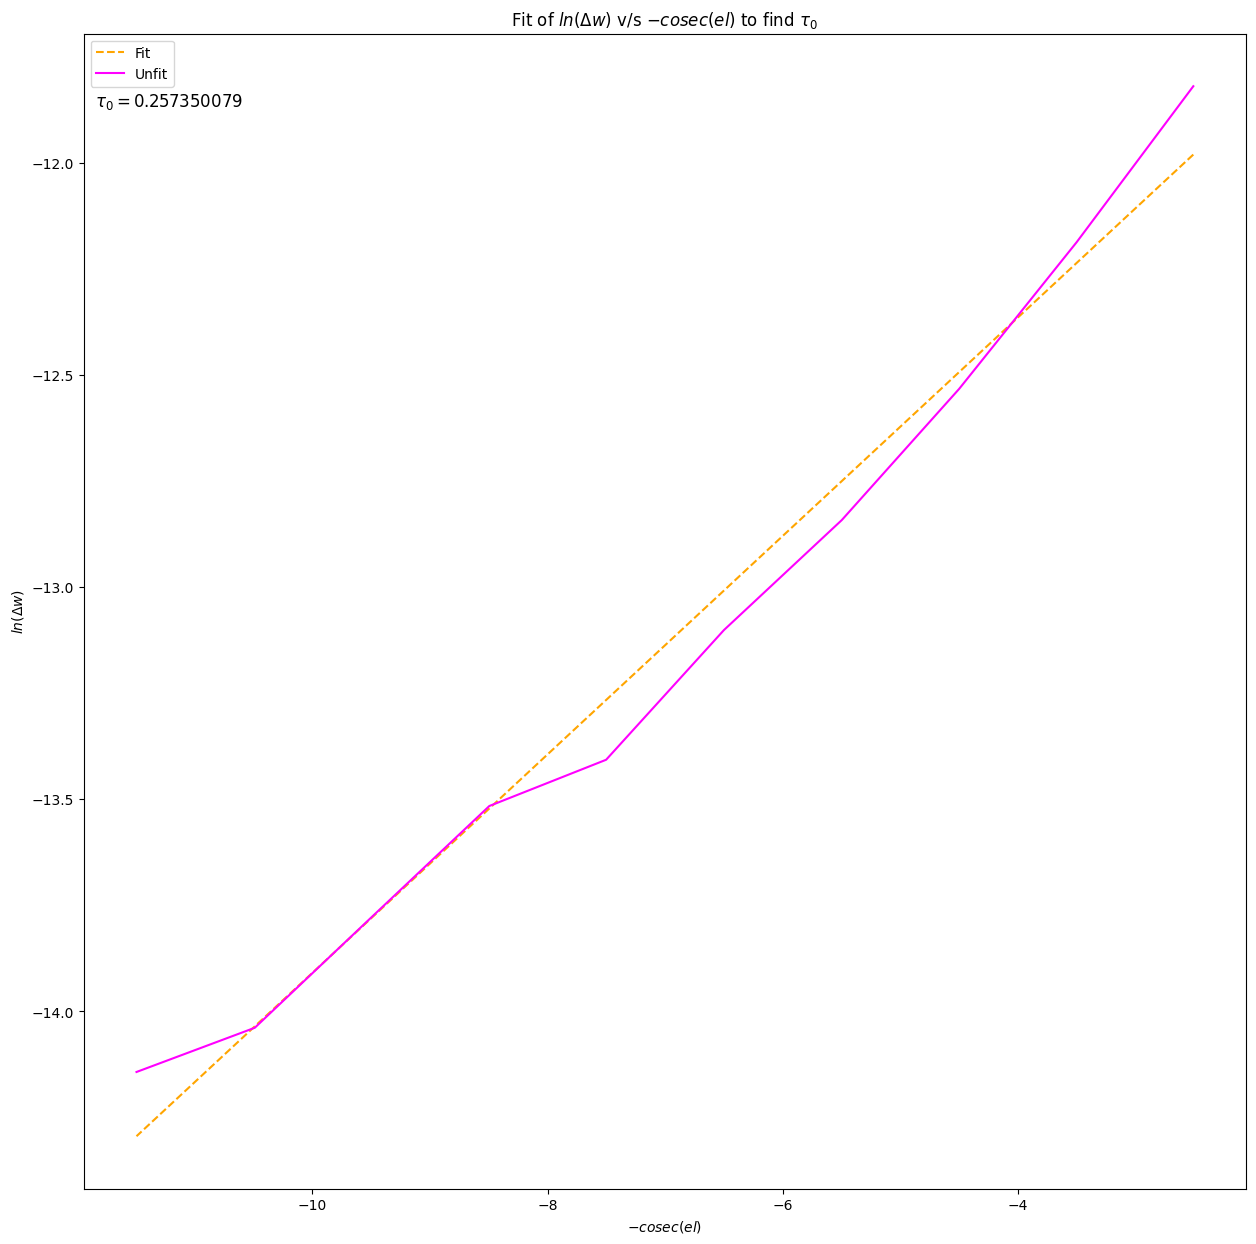 Fit of ln(Δw) v/s −cosec(el) to find τ₀
Fit
Unfit
τ₀ = 0.257350079
−12.0
−12.5
−13.0
−13.5
−14.0
ln(Δw)
−10
−8
−6
−4
−cosec(el)